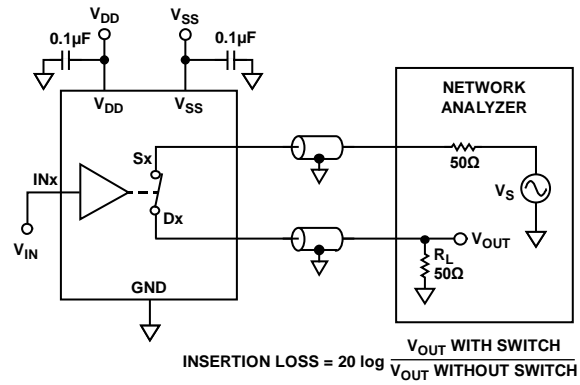 VDD
VSS
0.1µF
0.1µF
VDD
VSS
NETWORK
ANALYZER
Sx
50Ω
VS
INx
Dx
VOUT
VIN
RL
50Ω
GND
INSERTION LOSS = 20 log VOUT WITH SWITCH
VOUT WITHOUT SWITCH